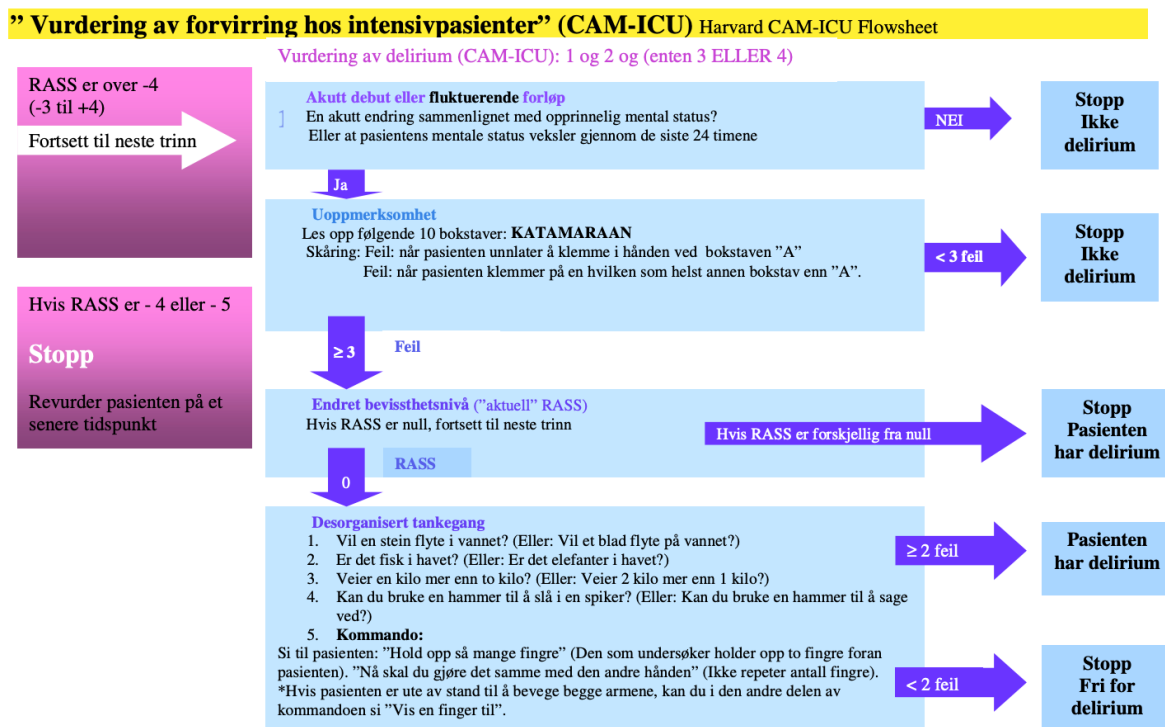 ” Vurdering av forvirring hos intensivpasienter” (CAM-ICU) Harvard CAM-ICU Flowsheet
Vurdering av delirium (CAM-ICU): 1 og 2 og (enten 3 ELLER 4)
RASS er over -4
(-3 til +4)
Fortsett til neste trinn
Hvis RASS er - 4 eller - 5
Stopp
Revurder pasienten på et
senere tidspunkt
1
Akutt debut eller fluktuerende forløp
En akutt endring sammenlignet med opprinnelig mental status?
Eller at pasientens mentale status veksler gjennom de siste 24 timene
NEI
Stopp
Ikke
delirium
Ja
Uoppmerksomhet
Les opp følgende 10 bokstaver: KATAMARAAN
Skåring: Feil: når pasienten unnlater å klemme i hånden ved bokstaven ”A”
Feil: når pasienten klemmer på en hvilken som helst annen bokstav enn ”A”.
< 3 feil
Stopp
Ikke
delirium
≥ 3
Feil
Endret bevissthetsnivå (”aktuell” RASS)
Hvis RASS er null, fortsett til neste trinn
Hvis RASS er forskjellig fra null
Stopp
Pasienten
har delirium
RASS
0
Desorganisert tankegang
1. Vil en stein flyte i vannet? (Eller: Vil et blad flyte på vannet?)
2. Er det fisk i havet? (Eller: Er det elefanter i havet?)
3. Veier en kilo mer enn to kilo? (Eller: Veier 2 kilo mer enn 1 kilo?)
4. Kan du bruke en hammer til å slå i en spiker? (Eller: Kan du bruke en hammer til å sage
ved?)
5. Kommando:
Si til pasienten: ”Hold opp så mange fingre” (Den som undersøker holder opp to fingre foran
pasienten). ”Nå skal du gjøre det samme med den andre hånden” (Ikke repeter antall fingre).
*Hvis pasienten er ute av stand til å bevege begge armene, kan du i den andre delen av
kommandoen si ”Vis en finger til”.
≥ 2 feil
Pasienten
har delirium
< 2 feil
Stopp
Fri for
delirium